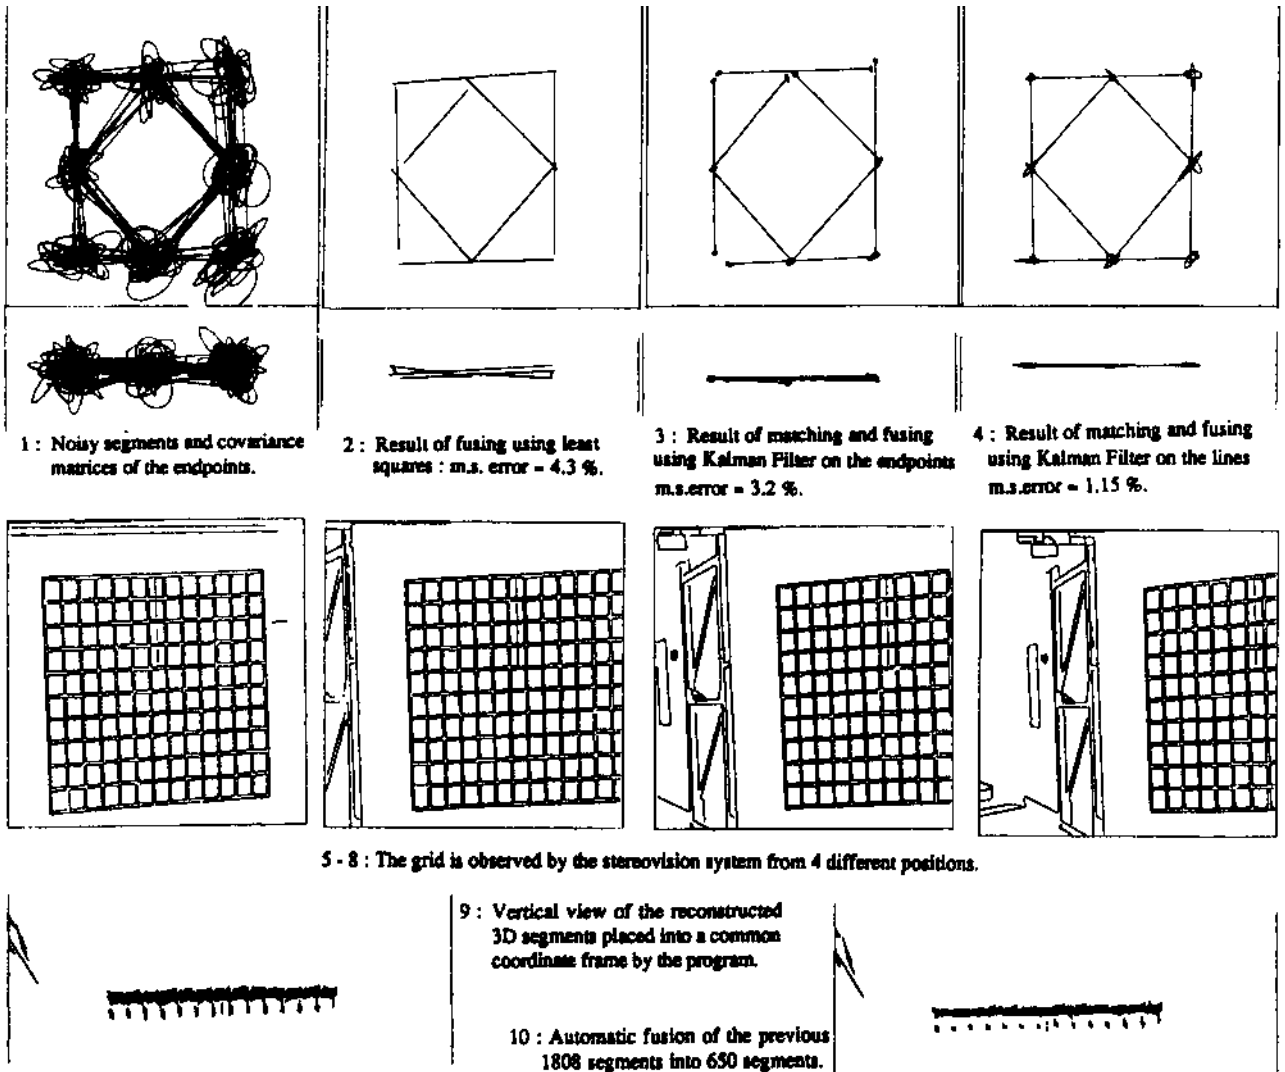 1 : Noisy segments and covariance
matrices of the endpoints.
2 : Result of fusing using least
squares : m.s. error = 4.3 %.
3 : Result of matching and fusing
using Kalman Filter on the endpoints
m.s.error = 3.2 %.
4 : Result of matching and fusing
using Kalman Filter on the lines
m.s.error = 1.15 %.
5 - 8 : The grid is observed by the stereovision system from 4 different positions.
9 : Vertical view of the reconstructed
3D segments placed into a common
coordinate frame by the program.
10 : Automatic fusion of the previous
1808 segments into 650 segments.